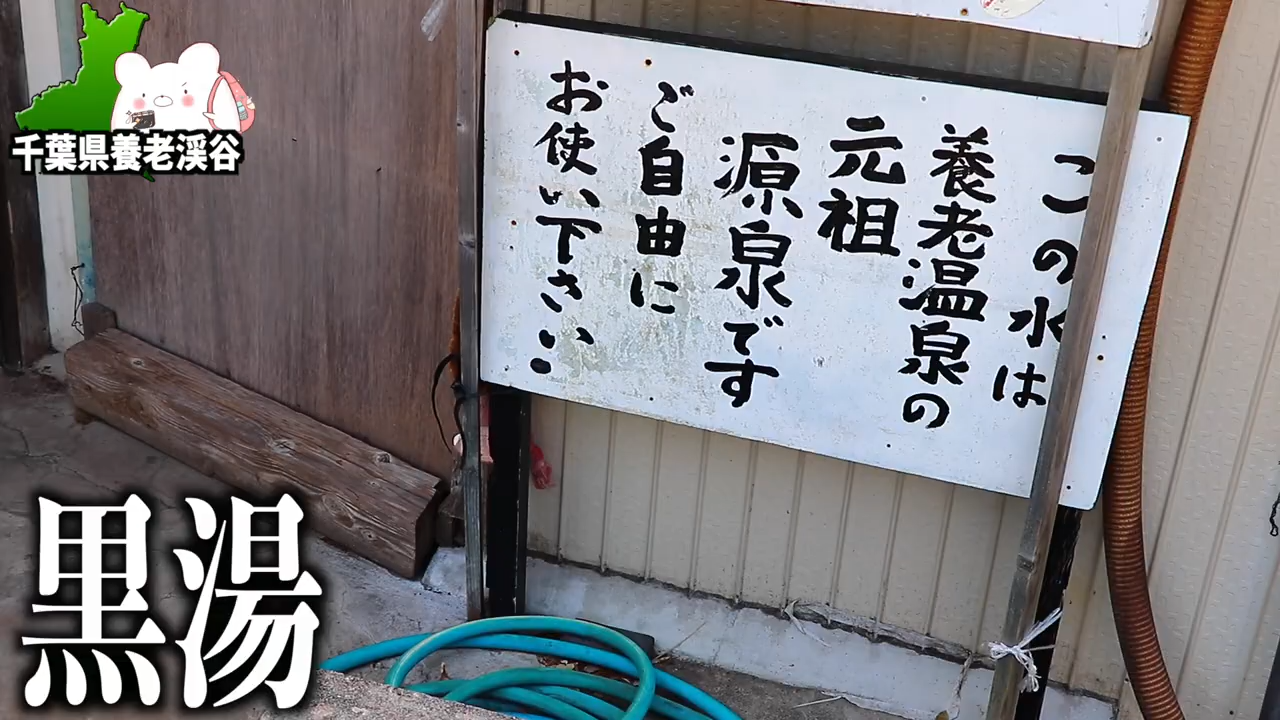 千葉県養老渓谷
この水は
養老温泉の
元祖
源泉です
ご自由に
お使い下さい
黒湯